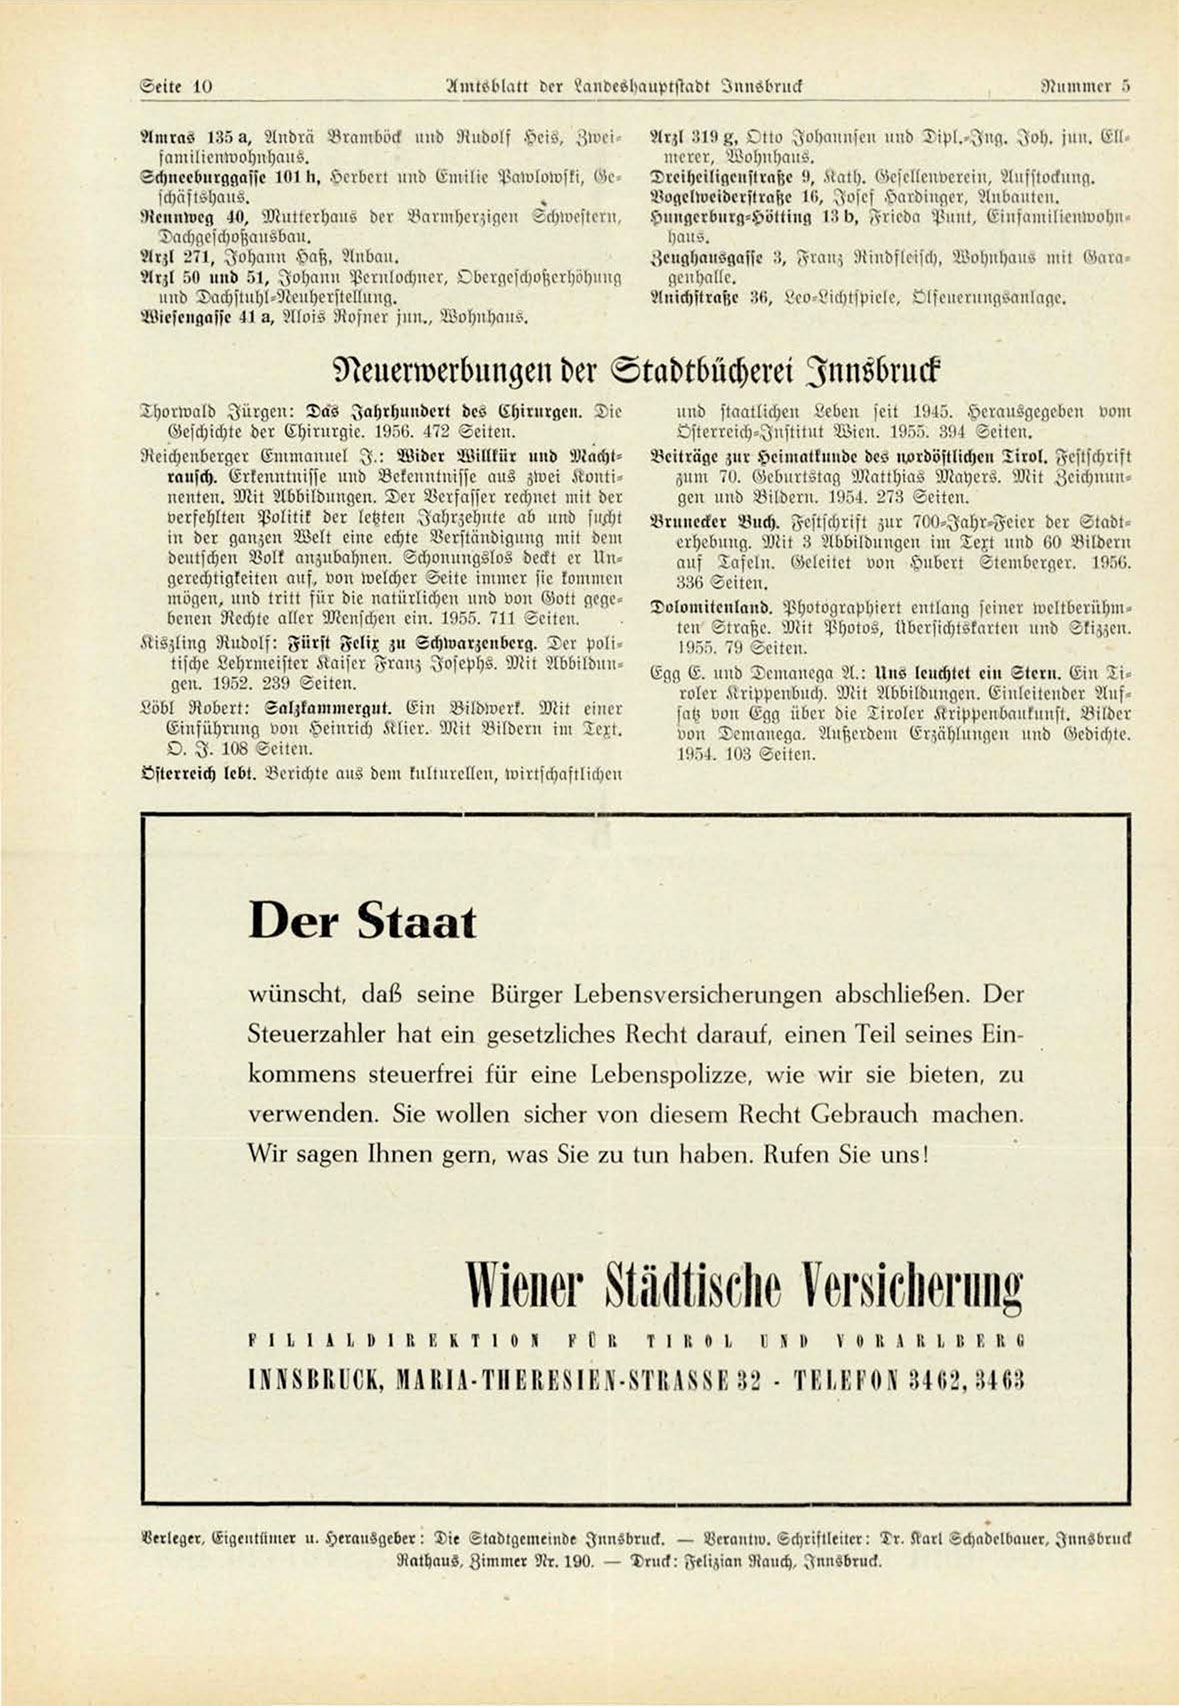 Seite 10 Amtsblatt der Landeshauptstadt Innsbruck Nummer 5
Amras 135 a, Andrä Bramböck und Rudolf Heis, Zwei-
familienwohnhaus.
Schneeburggasse 101 h, Herbert und Emilie Pawlowski, Ge-
schäftshaus.
Rennweg 40, Mutterhaus der Barmherzigen Schwestern,
Dachgeschoßausbau.
Arzl 271, Johann Haß, Anbau.
Arzl 50 und 51, Johann Pernlochner, Obergeschoßerhöhung
und Dachstuhl-Neuherstellung.
Wiesengasse 41 a, Alois Rofner jun., Wohnhaus.
Arzl 319 g, Otto Johannsen und Dipl.-Ing. Joh. jun. Ell-
merer, Wohnhaus.
Dreiheiligenstraße 9, Kath. Gesellenverein, Aufstockung.
Vogelweiderstraße 16, Josef Hardinger, Anbauten.
Hungerburg-Hötting 13 b, Frieda Punt, Einfamilienwohn-
haus.
Zeughausgasse 3, Franz Rindfleisch, Wohnhaus mit Gara-
genhalle.
Anichstraße 36, Leo-Lichtspiele, Ölfeuerungsanlage.
Neuerwerbungen der Stadtbücherei Innsbruck
Thorwald Jürgen: Das Jahrhundert des Chirurgen. Die
Geschichte der Chirurgie. 1956. 472 Seiten.
Reichenberger Emmanuel J.: Wider Willkür und Macht-
rausch. Erkenntnisse und Bekenntnisse aus zwei Konti-
nenten. Mit Abbildungen. Der Verfasser rechnet mit der
verfehlten Politik der letzten Jahrzehnte ab und sucht
in der ganzen Welt eine echte Verständigung mit dem
deutschen Volk anzubahnen. Schonungslos deckt er Un-
gerechtigkeiten auf, von welcher Seite immer sie kommen
mögen, und tritt für die natürlichen und von Gott gege-
benen Rechte aller Menschen ein. 1955. 711 Seiten.
Kiszling Rudolf: Fürst Felix zu Schwarzenberg. Der poli-
tische Lehrmeister Kaiser Franz Josephs. Mit Abbildun-
gen. 1952. 239 Seiten.
Löbl Robert: Salzkammergut. Ein Bildwerk. Mit einer
Einführung von Heinrich Klier. Mit Bildern im Text.
O. J. 108 Seiten.
Österreich lebt. Berichte aus dem kulturellen, wirtschaftlichen
und staatlichen Leben seit 1945. Herausgegeben vom
Österreich-Institut Wien. 1955. 394 Seiten.
Beiträge zur Heimatkunde des nordöstlichen Tirol. Festschrift
zum 70. Geburtstag Matthias Mayers. Mit Zeichnun-
gen und Bildern. 1954. 273 Seiten.
Brunecker Buch. Festschrift zur 700-Jahr-Feier der Stadt-
erhebung. Mit 3 Abbildungen im Text und 60 Bildern
auf Tafeln. Geleitet von Hubert Stemberger. 1956.
336 Seiten.
Dolomitenland. Photographiert entlang seiner weltberühm-
ten Straße. Mit Photos, Übersichtskarten und Skizzen.
1955. 79 Seiten.
Egg E. und Demanega A.: Uns leuchtet ein Stern. Ein Ti-
roler Krippenbuch. Mit Abbildungen. Einleitender Auf-
satz von Egg über die Tiroler Krippenbaukunst. Bilder
von Demanega. Außerdem Erzählungen und Gedichte.
1954. 103 Seiten.
Der Staat
wünscht, daß seine Bürger Lebensversicherungen abschließen. Der
Steuerzahler hat ein gesetzliches Recht darauf, einen Teil seines Ein-
kommens steuerfrei für eine Lebenspolizze, wie wir sie bieten, zu
verwenden. Sie wollen sicher von diesem Recht Gebrauch machen.
Wir sagen Ihnen gern, was Sie zu tun haben. Rufen Sie uns!
Wiener Städtische Versicherung
FILIALDIREKTION FÜR TIROL UND VORARLBERG
INNSBRUCK, MARIA-THERESIEN-STRASSE 32 - TELEFON 3462, 3463
Verleger, Eigentümer u. Herausgeber: Die Stadtgemeinde Innsbruck. — Verantw. Schriftleiter: Dr. Karl Schadelbauer, Innsbruck
Rathaus, Zimmer Nr. 190. — Druck: Felizian Rauch, Innsbruck.